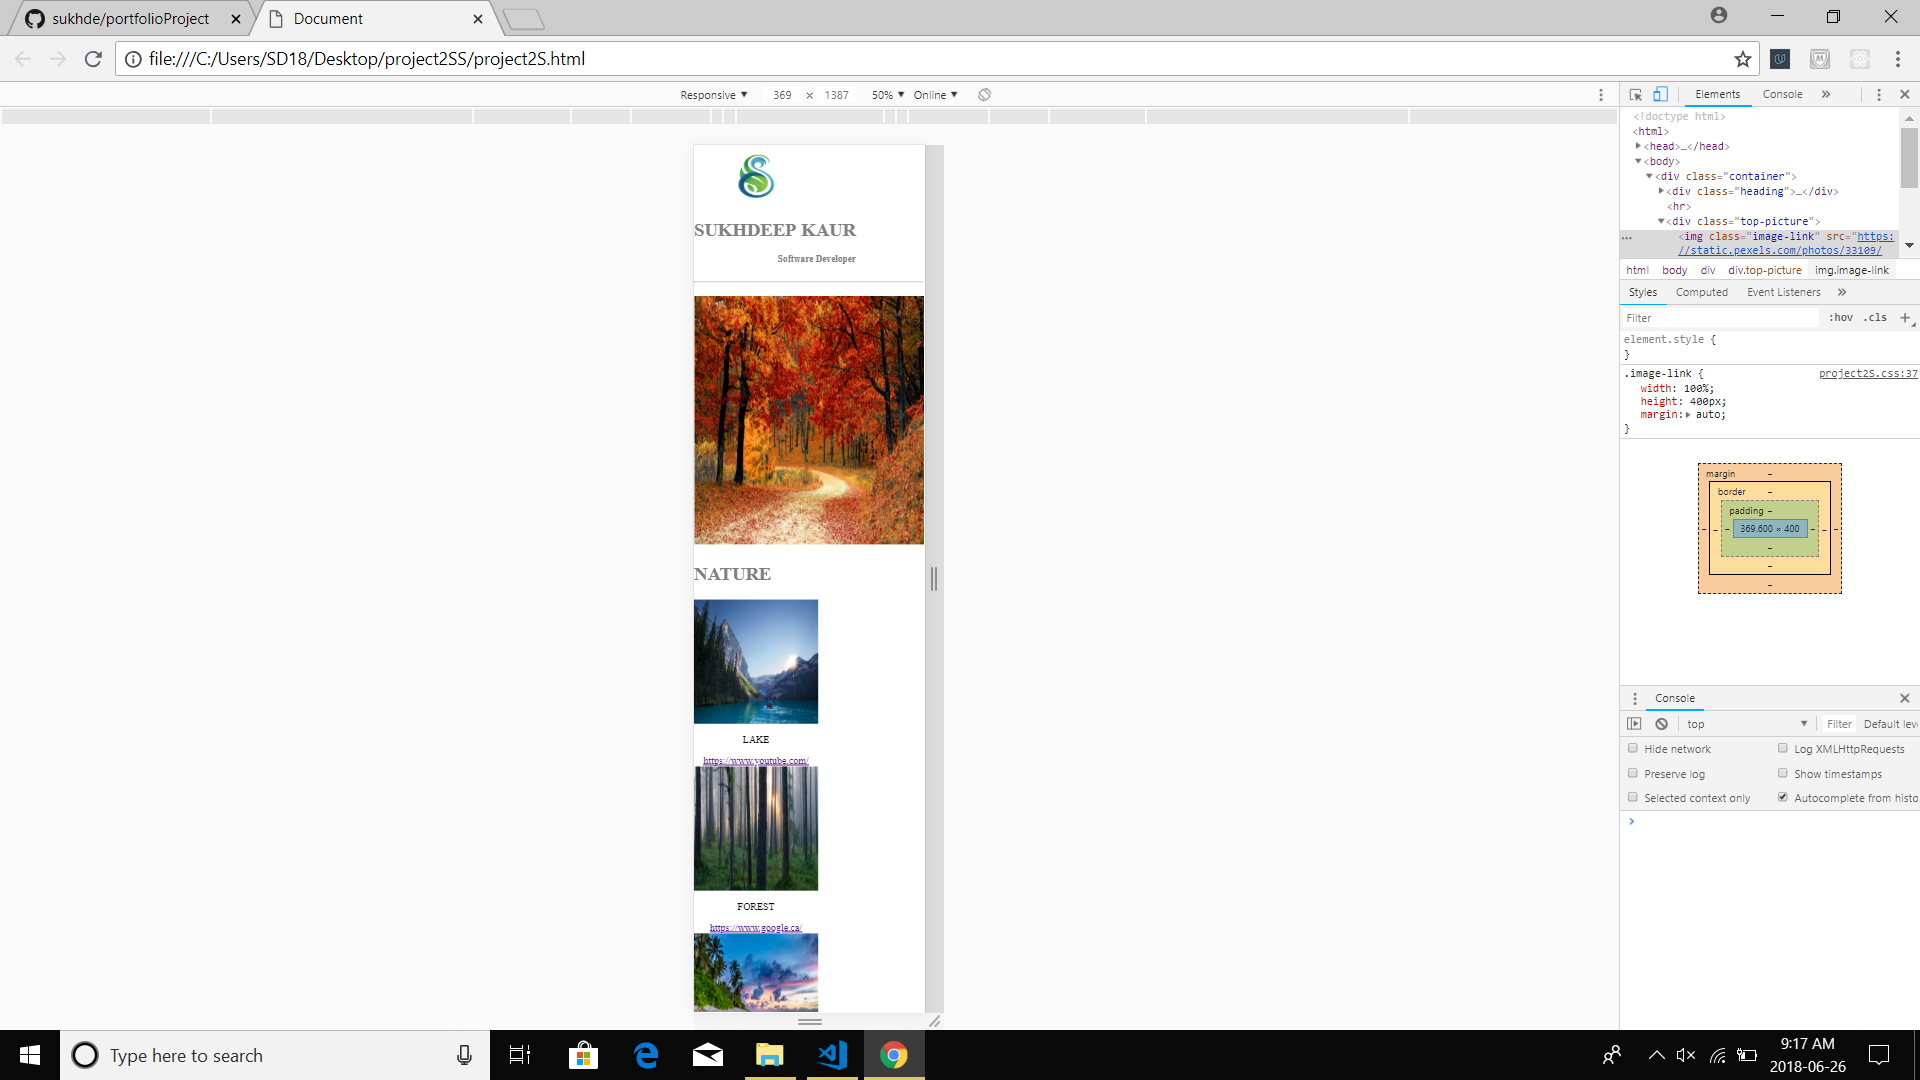 sukhde/portfolioProject
Document
file:///C:/Users/SD18/Desktop/project2SS/project2S.html
Responsive ▼ 369 × 1387 50% ▼ Online ▼
Elements Console »
<!doctype html>
<html>
<head>…</head>
<body>
<div class="container">
<div class="heading">…</div>
<hr>
<div class="top-picture">
<img class="image-link" src="https:
//static.pexels.com/photos/33109/
html body div div.top-picture img.image-link
Styles Computed Event Listeners »
Filter :hov .cls +
element.style {
}
.image-link { project2S.css:37
width: 100%;
height: 400px;
margin: auto;
}
margin –
border –
padding –
– – – 369.600 × 400 – – –
–
–
–
SUKHDEEP KAUR
Software Developer
NATURE
LAKE
https://www.youtube.com/
FOREST
https://www.google.ca/
Console
top ▼ Filter Default leve
Hide network Log XMLHttpRequests
Preserve log Show timestamps
Selected context only Autocomplete from histo
Type here to search
9:17 AM
2018-06-26